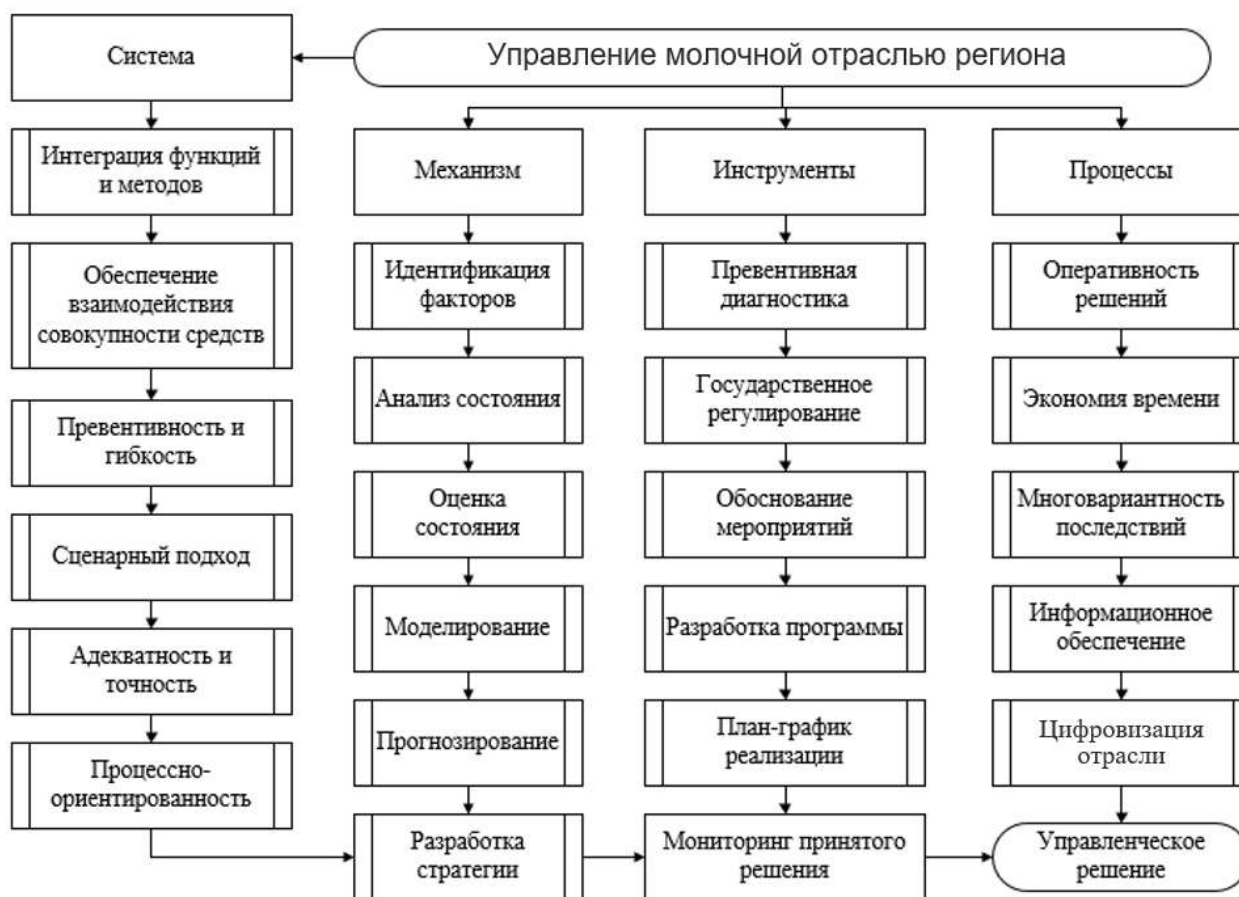 Управление молочной отраслью региона
Система
Интеграция функций
и методов
Обеспечение
взаимодействия
совокупности средств
Превентивность и
гибкость
Сценарный подход
Адекватность и
точность
Процессно-
ориентированность
Механизм
Идентификация
факторов
Анализ состояния
Оценка
состояния
Моделирование
Прогнозирование
Разработка
стратегии
Инструменты
Превентивная
диагностика
Государственное
регулирование
Обоснование
мероприятий
Разработка программы
План-график
реализации
Мониторинг принятого
решения
Процессы
Оперативность
решений
Экономия времени
Многовариантность
последствий
Информационное
обеспечение
Цифровизация
отрасли
Управленческое
решение